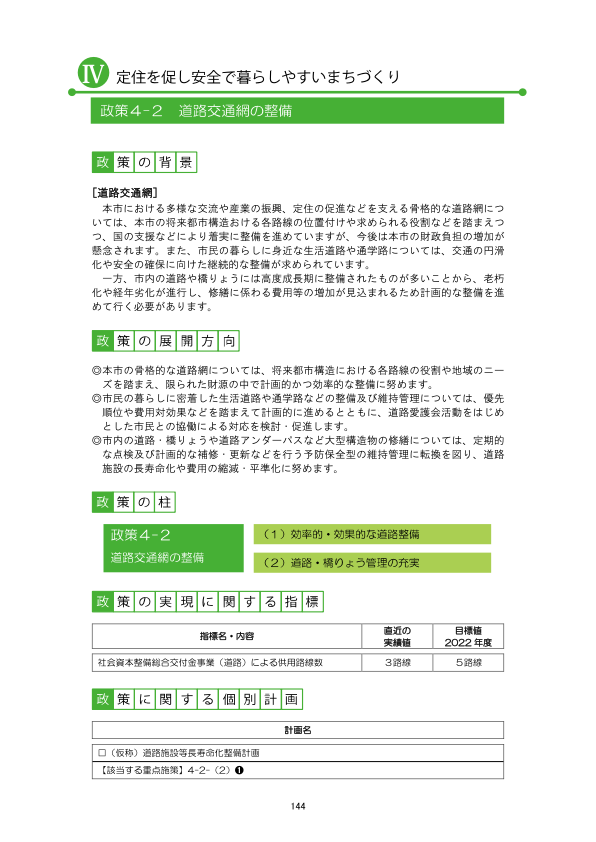 Ⅳ 定住を促し安全で暮らしやすいまちづくり
政策４-２　道路交通網の整備
政策の背景
[道路交通網]
本市における多様な交流や産業の振興、定住の促進などを支える骨格的な道路網につ
いては、本市の将来都市構造おける各路線の位置付けや求められる役割などを踏まえつ
つ、国の支援などにより着実に整備を進めていますが、今後は本市の財政負担の増加が
懸念されます。また、市民の暮らしに身近な生活道路や通学路については、交通の円滑
化や安全の確保に向けた継続的な整備が求められています。
一方、市内の道路や橋りょうには高度成長期に整備されたものが多いことから、老朽
化や経年劣化が進行し、修繕に係わる費用等の増加が見込まれるため計画的な整備を進
めて行く必要があります。
政策の展開方向
◎本市の骨格的な道路網については、将来都市構造における各路線の役割や地域のニー
ズを踏まえ、限られた財源の中で計画的かつ効率的な整備に努めます。
◎市民の暮らしに密着した生活道路や通学路などの整備及び維持管理については、優先
順位や費用対効果などを踏まえて計画的に進めるとともに、道路愛護会活動をはじめ
とした市民との協働による対応を検討・促進します。
◎市内の道路・橋りょうや道路アンダーパスなど大型構造物の修繕については、定期的
な点検及び計画的な補修・更新などを行う予防保全型の維持管理に転換を図り、道路
施設の長寿命化や費用の縮減・平準化に努めます。
政策の柱
政策４-２
道路交通網の整備
（１）効率的・効果的な道路整備
（２）道路・橋りょう管理の充実
政策の実現に関する指標
指標名・内容 直近の実績値 目標値2022年度
社会資本整備総合交付金事業（道路）による供用路線数 ３路線 ５路線
政策に関する個別計画
計画名
□（仮称）道路施設等長寿命化整備計画
【該当する重点施策】4-2-（2）❶
144